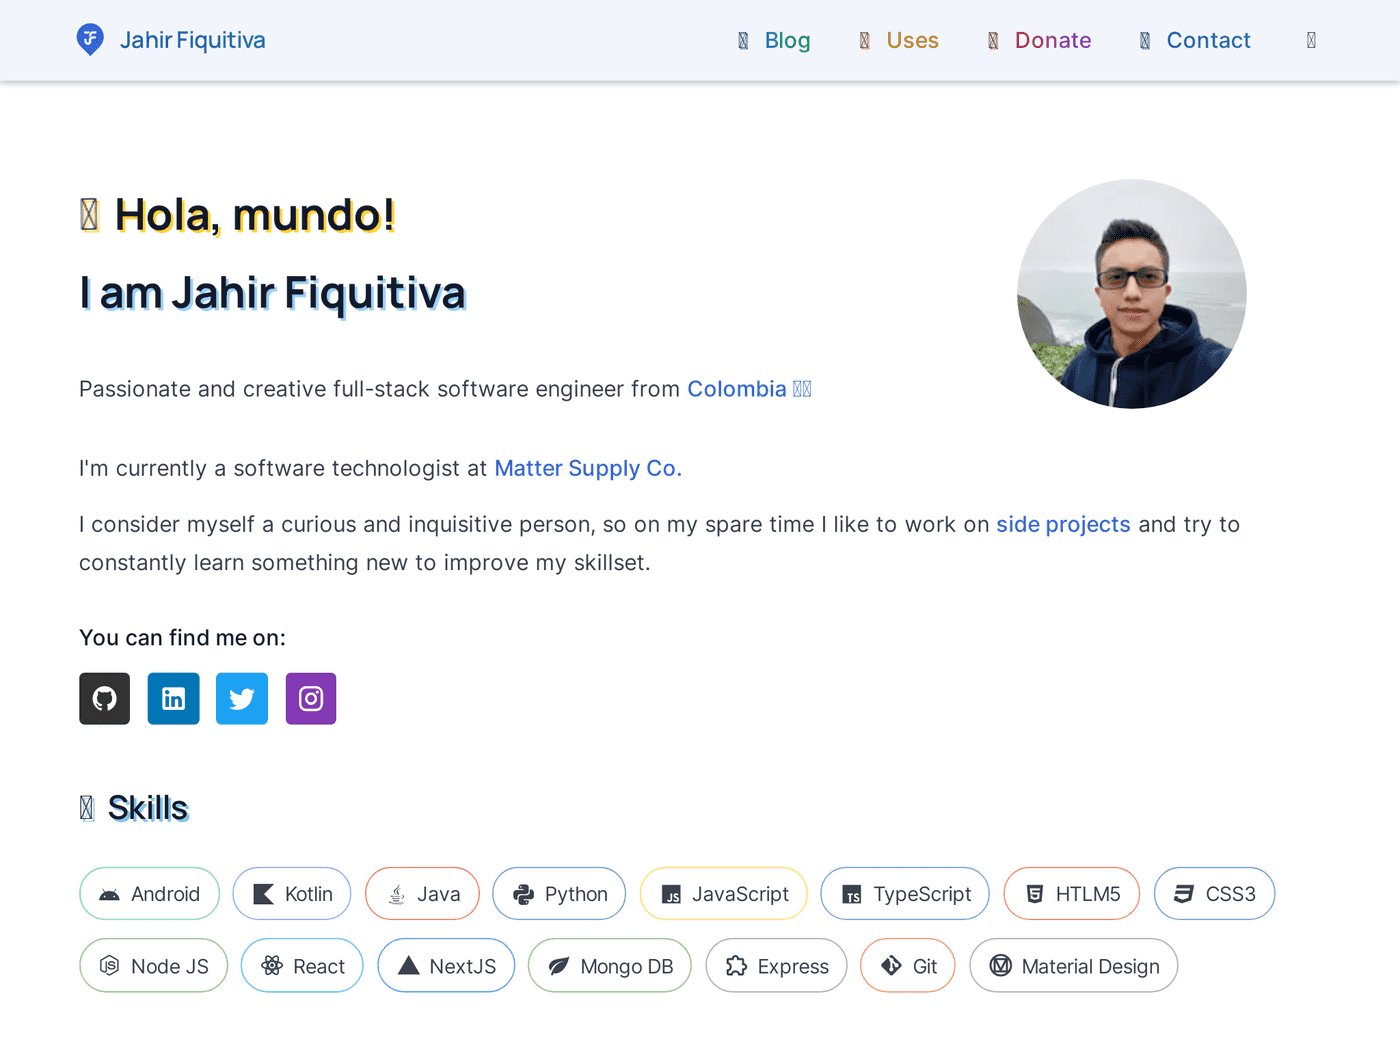 Jahir Fiquitiva
Blog
Uses
Donate
Contact
Hola, mundo!
I am Jahir Fiquitiva
Passionate and creative full-stack software engineer from Colombia
I'm currently a software technologist at Matter Supply Co.
I consider myself a curious and inquisitive person, so on my spare time I like to work on side projects and try to
constantly learn something new to improve my skillset.
You can find me on:
Skills
Android
Kotlin
Java
Python
JavaScript
TypeScript
HTLM5
CSS3
Node JS
React
NextJS
Mongo DB
Express
Git
Material Design